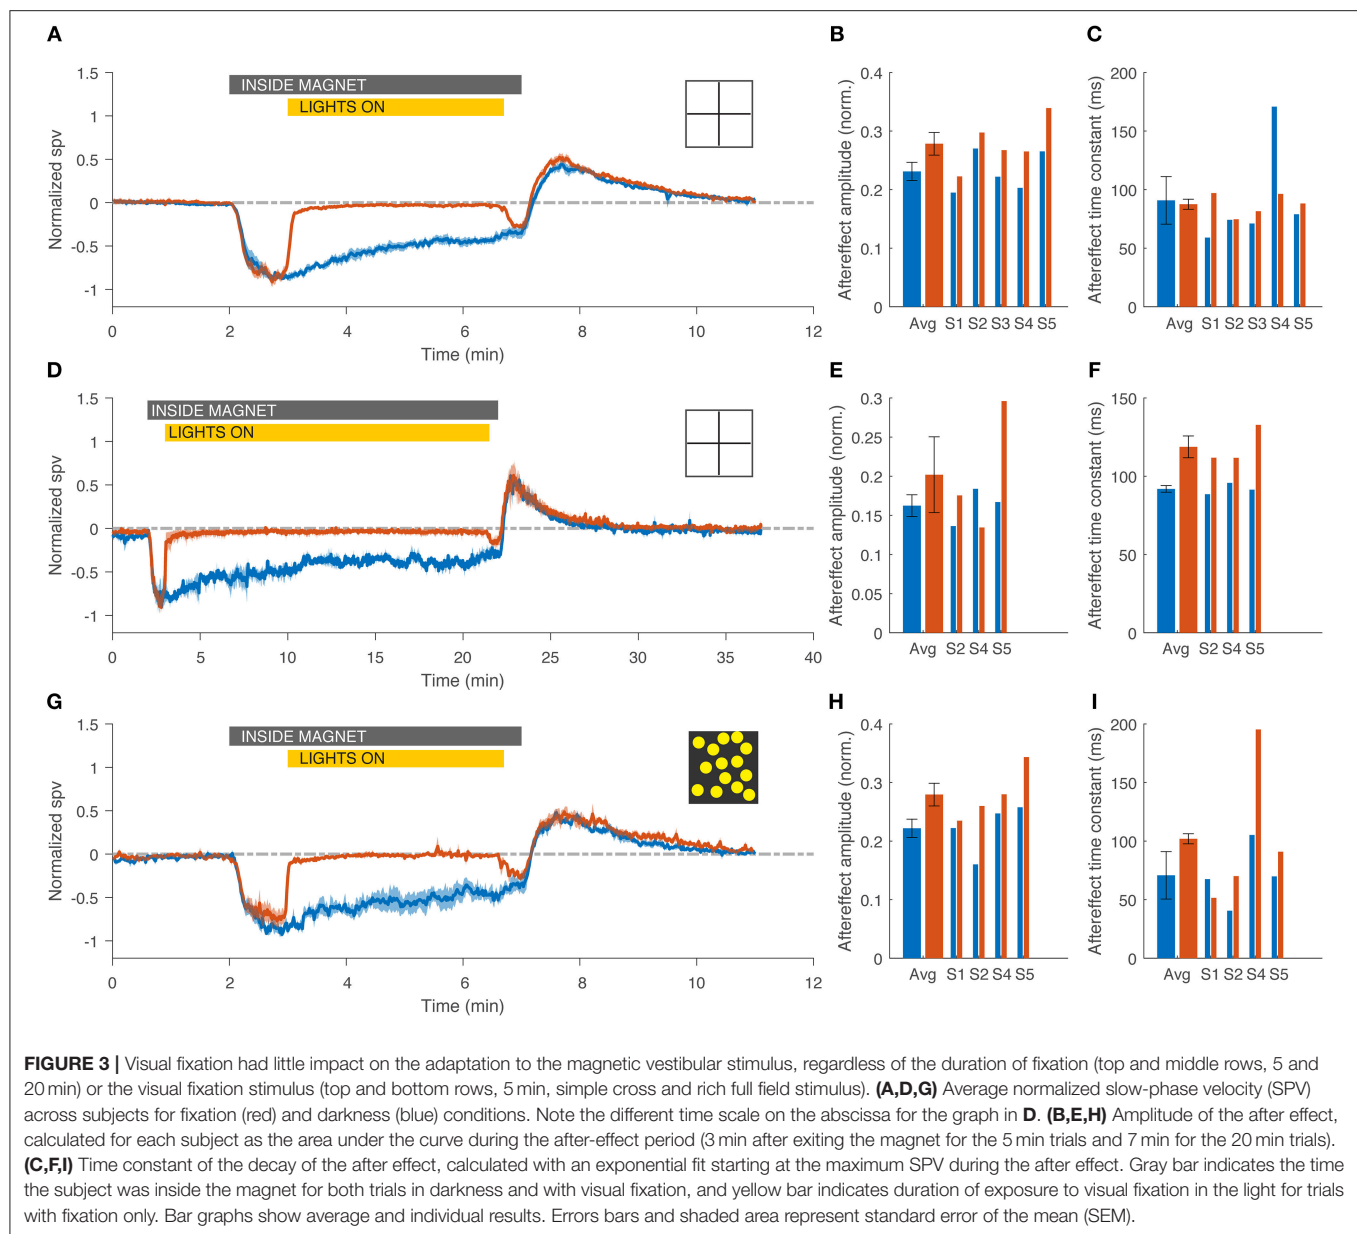 A
B
C
1.5
1
0.5
0
-0.5
-1
Normalized spv
INSIDE MAGNET
LIGHTS ON
0 2 4 6 8 10 12
Time (min)
0.4
0.3
0.2
0.1
0
Aftereffect amplitude (norm.)
Avg S1 S2 S3 S4 S5
200
150
100
50
0
Aftereffect time constant (ms)
Avg S1 S2 S3 S4 S5
D
E
F
1.5
1
0.5
0
-0.5
-1
Normalized spv
INSIDE MAGNET
LIGHTS ON
0 5 10 15 20 25 30 35 40
Time (min)
0.3
0.25
0.2
0.15
0.1
0.05
0
Aftereffect amplitude (norm.)
Avg S2 S4 S5
150
100
50
0
Aftereffect time constant (ms)
Avg S2 S4 S5
G
H
I
1.5
1
0.5
0
-0.5
-1
Normalized spv
INSIDE MAGNET
LIGHTS ON
0 2 4 6 8 10 12
Time (min)
0.4
0.3
0.2
0.1
0
Aftereffect amplitude (norm.)
Avg S1 S2 S4 S5
200
150
100
50
0
Aftereffect time constant (ms)
Avg S1 S2 S4 S5
FIGURE 3 | Visual fixation had little impact on the adaptation to the magnetic vestibular stimulus, regardless of the duration of fixation (top and middle rows, 5 and
20 min) or the visual fixation stimulus (top and bottom rows, 5 min, simple cross and rich full field stimulus). (A,D,G) Average normalized slow-phase velocity (SPV)
across subjects for fixation (red) and darkness (blue) conditions. Note the different time scale on the abscissa for the graph in D. (B,E,H) Amplitude of the after effect,
calculated for each subject as the area under the curve during the after-effect period (3 min after exiting the magnet for the 5 min trials and 7 min for the 20 min trials).
(C,F,I) Time constant of the decay of the after effect, calculated with an exponential fit starting at the maximum SPV during the after effect. Gray bar indicates the time
the subject was inside the magnet for both trials in darkness and with visual fixation, and yellow bar indicates duration of exposure to visual fixation in the light for trials
with fixation only. Bar graphs show average and individual results. Errors bars and shaded area represent standard error of the mean (SEM).